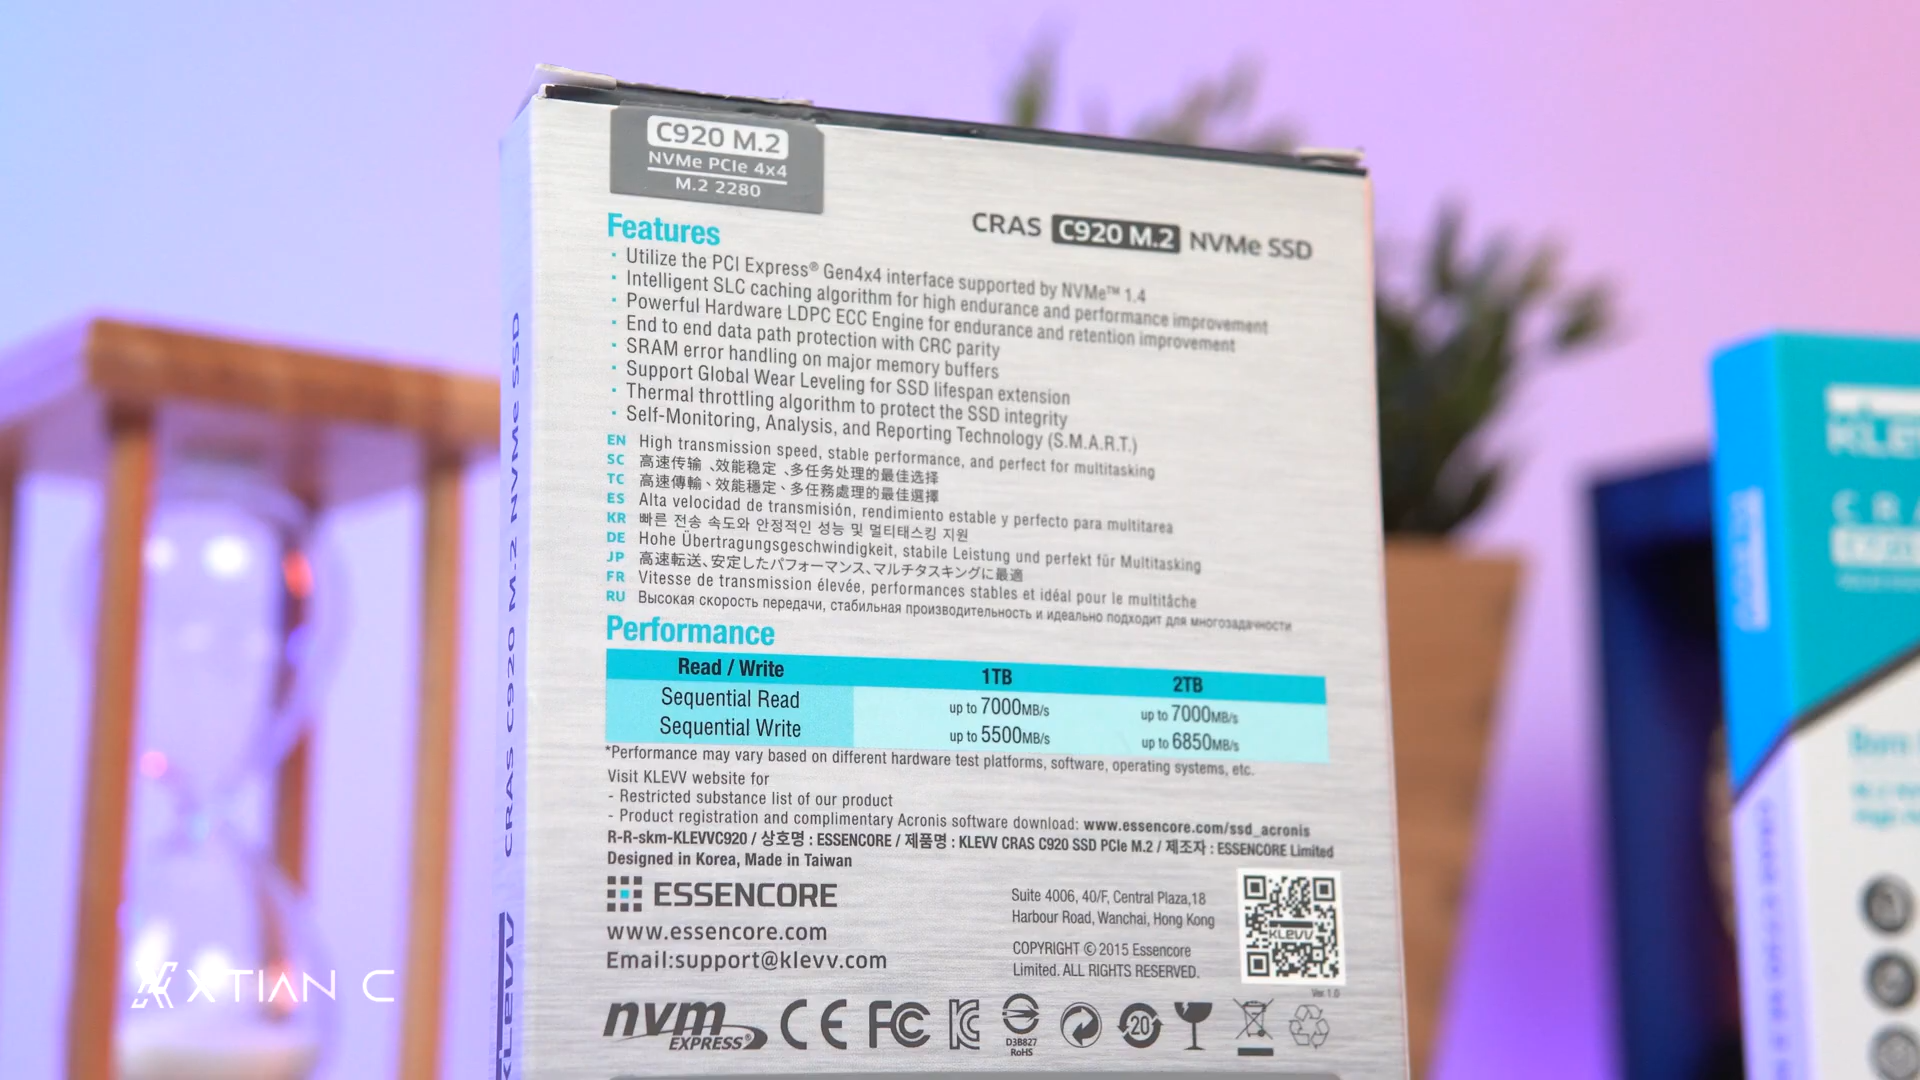 C920 M.2
NVMe PCIe 4x4
M.2 2280
CRAS C920 M.2 NVMe SSD
Features
· Utilize the PCI Express® Gen4x4 interface supported by NVMe™ 1.4
· Intelligent SLC caching algorithm for high endurance and performance improvement
· Powerful Hardware LDPC ECC Engine for endurance and retention improvement
· End to end data path protection with CRC parity
· SRAM error handling on major memory buffers
· Support Global Wear Leveling for SSD lifespan extension
· Thermal throttling algorithm to protect the SSD integrity
· Self-Monitoring, Analysis, and Reporting Technology (S.M.A.R.T.)
EN High transmission speed, stable performance, and perfect for multitasking
SC 高速传输、效能稳定、多任务处理的最佳选择
TC 高速傳輸、效能穩定、多任務處理的最佳選擇
ES Alta velocidad de transmisión, rendimiento estable y perfecto para multitarea
KR 빠른 전송 속도와 안정적인 성능 및 멀티태스킹 지원
DE Hohe Übertragungsgeschwindigkeit, stabile Leistung und perfekt für Multitasking
JP 高速転送、安定したパフォーマンス、マルチタスキングに最適
FR Vitesse de transmission élevée, performances stables et idéal pour le multitâche
RU Высокая скорость передачи, стабильная производительность и идеально подходит для многозадачности
Performance
Read / Write 1TB 2TB
Sequential Read up to 7000MB/s up to 7000MB/s
Sequential Write up to 5500MB/s up to 6850MB/s
*Performance may vary based on different hardware test platforms, software, operating systems, etc.
Visit KLEVV website for
- Restricted substance list of our product
- Product registration and complimentary Acronis software download: www.essencore.com/ssd_acronis
R-R-skm-KLEVVC920 / 상호명 : ESSENCORE / 제품명 : KLEVV CRAS C920 SSD PCIe M.2 / 제조자 : ESSENCORE Limited
Designed in Korea, Made in Taiwan
ESSENCORE
www.essencore.com
Email:support@klevv.com
Suite 4006, 40/F, Central Plaza,18
Harbour Road, Wanchai, Hong Kong
COPYRIGHT © 2015 Essencore
Limited. ALL RIGHTS RESERVED.
KLEVV
Ver 1.0
nvm
EXPRESS®
CE FC
20
D3B827
RoHS
KLEVV CRAS C920 M.2 NVMe SSD
XTIAN C